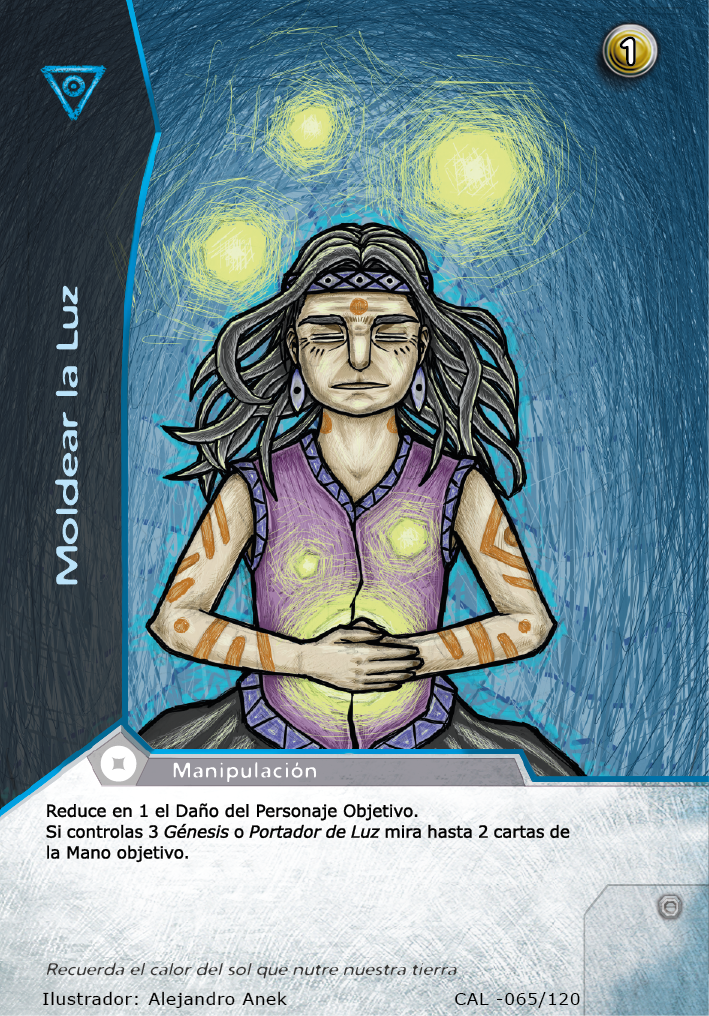 1
Moldear la Luz
Manipulación
Reduce en 1 el Daño del Personaje Objetivo.
Si controlas 3 Génesis o Portador de Luz mira hasta 2 cartas de
la Mano objetivo.
Recuerda el calor del sol que nutre nuestra tierra
Ilustrador: Alejandro Anek CAL -065/120